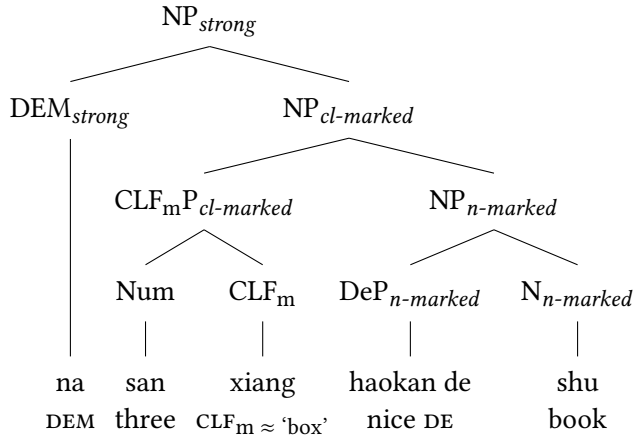 NP_strong
DEM_strong NP_cl-marked
CLF_mP_cl-marked NP_n-marked
Num CLF_m DeP_n-marked N_n-marked
na san xiang haokan de shu
DEM three CLF_m ≈ ‘box’ nice DE book